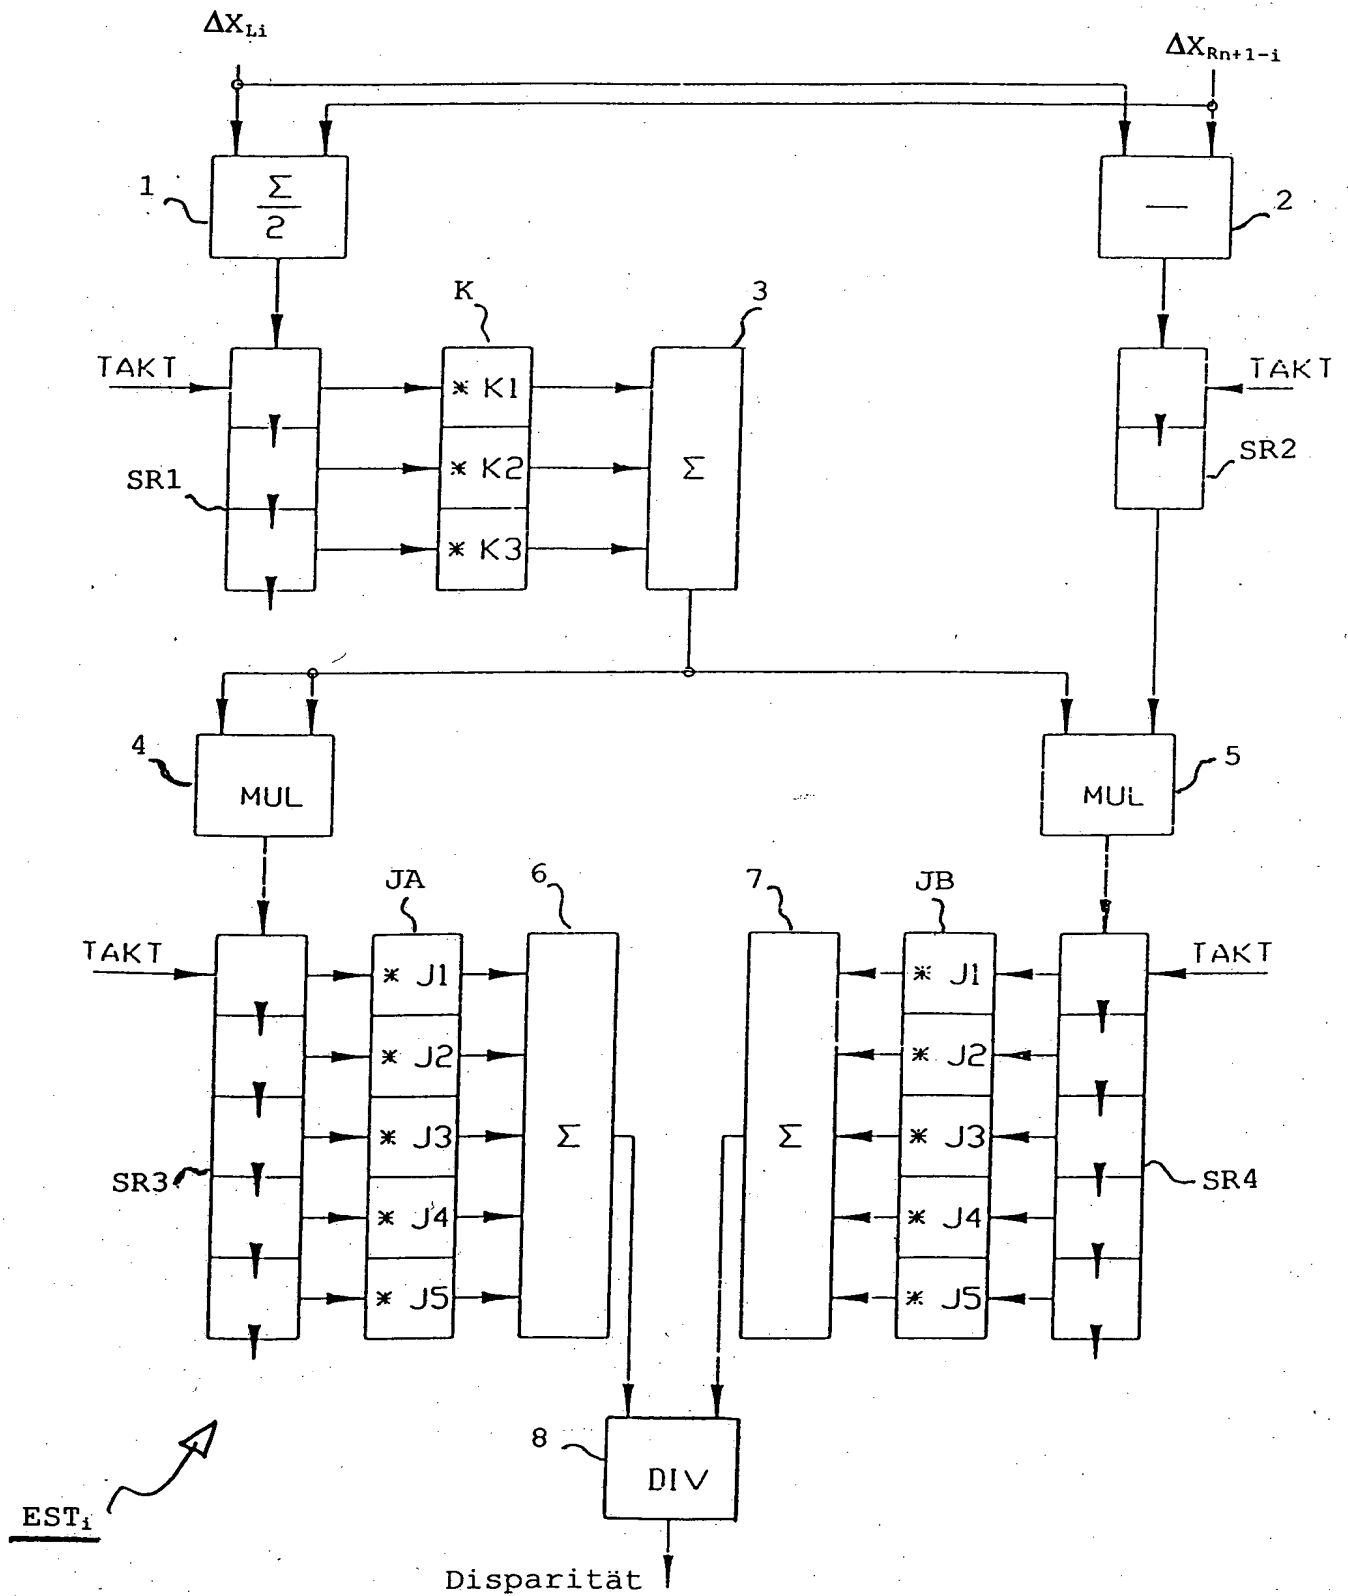 ΔX_Li
ΔX_Rn+1-i
1
Σ
2
—
2
K
3
TAKT
* K1
TAKT
SR1
* K2
Σ
SR2
* K3
4
MUL
5
MUL
JA
6
7
JB
TAKT
* J1
* J1
TAKT
* J2
* J2
* J3
Σ
Σ
* J3
SR3
SR4
* J4
* J4
* J5
* J5
8
DIV
EST_i
Disparität